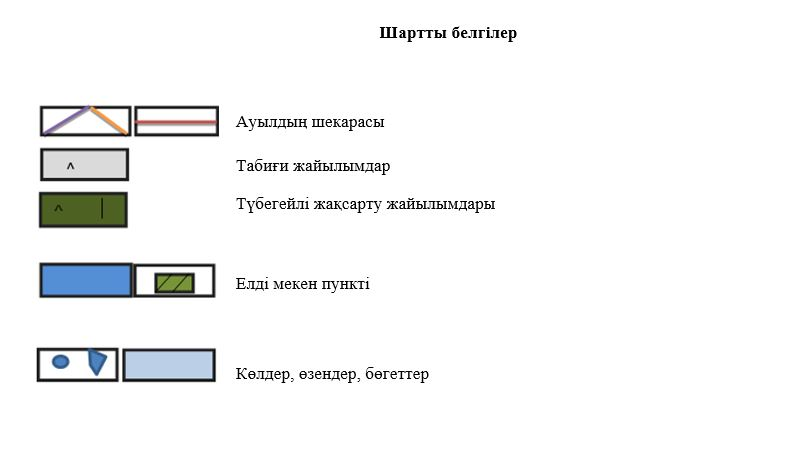 Шартты белгілер
Ауылдың шекарасы
Табиғи жайылымдар
Түбегейлі жақсарту жайылымдары
Елді мекен пункті
Көлдер, өзендер, бөгеттер